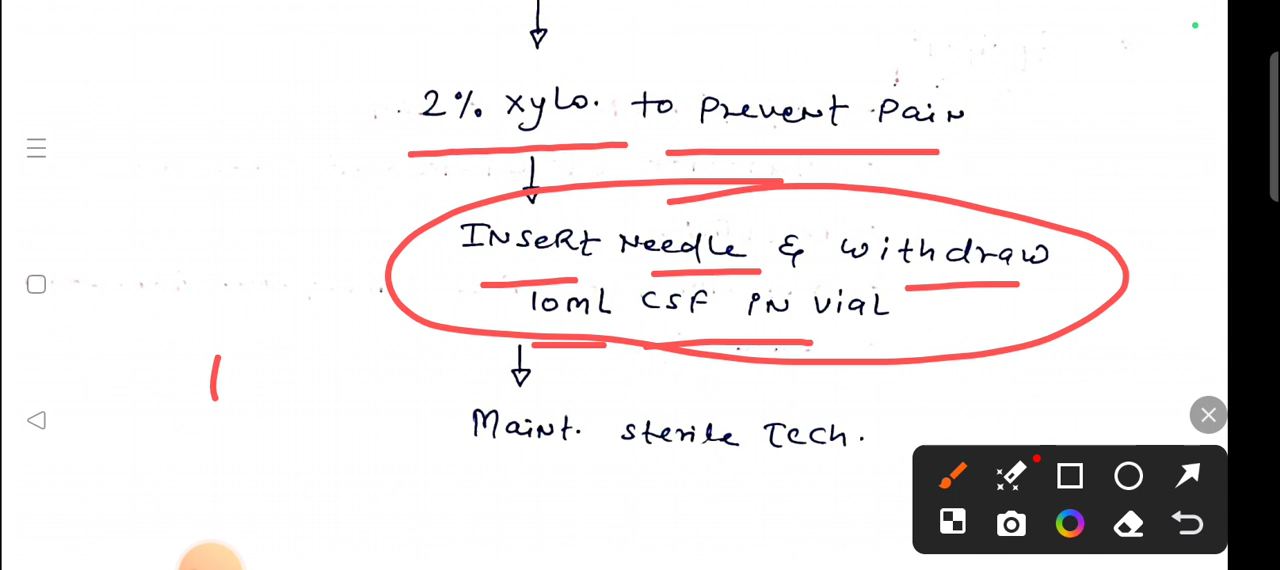 2% xylo. to prevent pain
Insert needle & withdraw
10ml CSF in vial
Maint. sterile Tech.